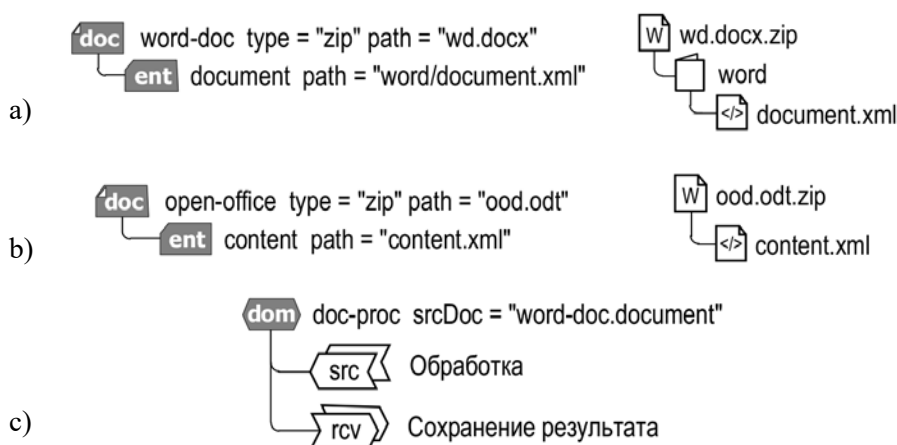 doc word-doc type = "zip" path = "wd.docx"
ent document path = "word/document.xml"
W wd.docx.zip
word
</> document.xml
a)
doc open-office type = "zip" path = "ood.odt"
ent content path = "content.xml"
W ood.odt.zip
</> content.xml
b)
dom doc-proc srcDoc = "word-doc.document"
src Обработка
rcv Сохранение результата
c)